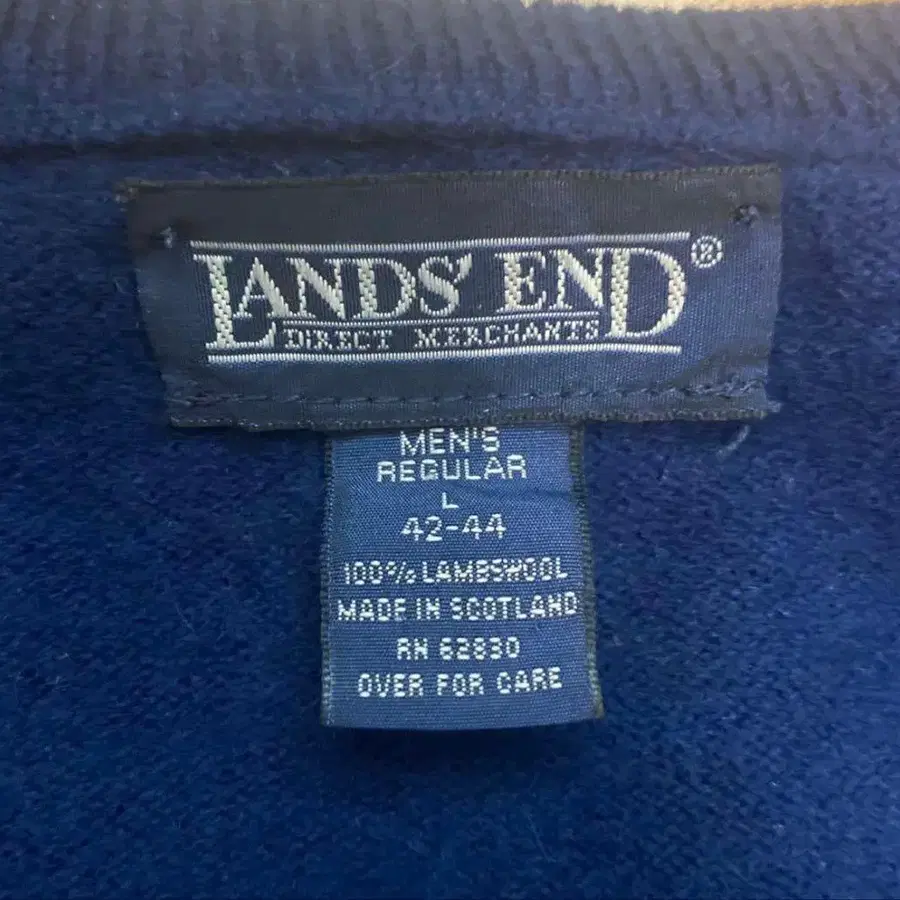 LANDS' END®
DIRECT MERCHANTS
MEN'S
REGULAR
L
42-44
100% LAMBSWOOL
MADE IN SCOTLAND
RN 62830
OVER FOR CARE